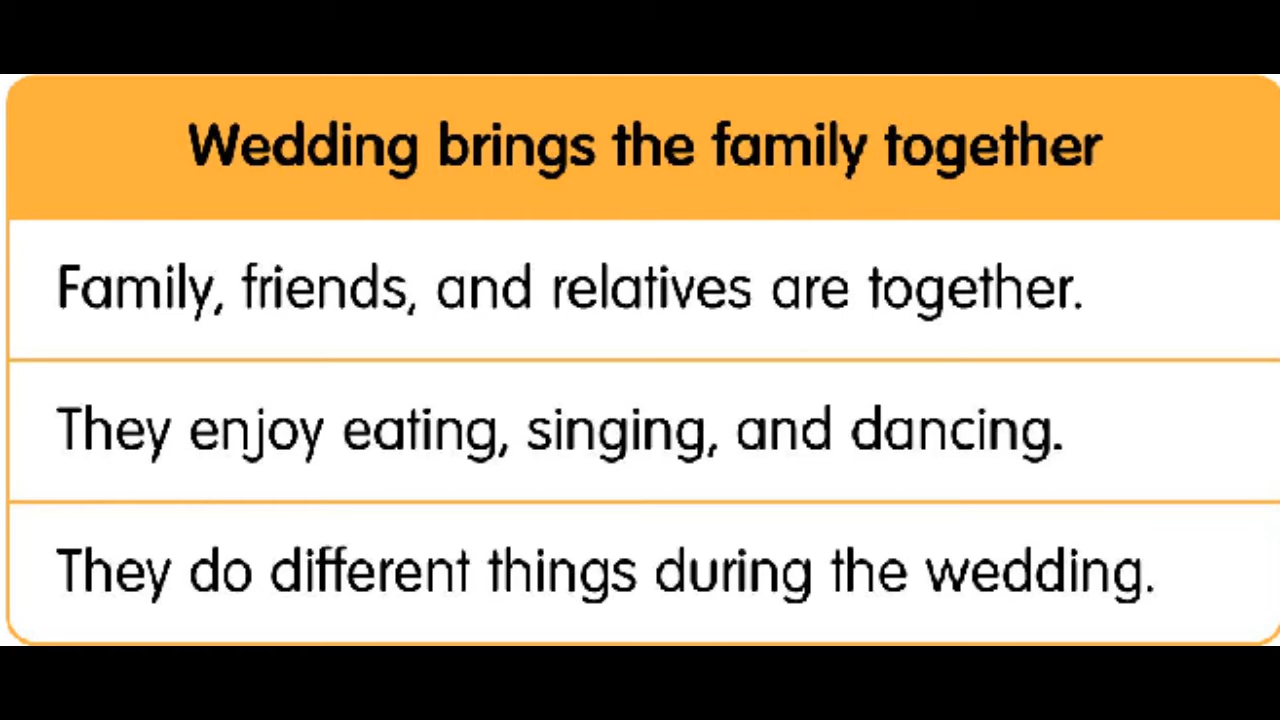 Wedding brings the family together
Family, friends, and relatives are together.
They enjoy eating, singing, and dancing.
They do different things during the wedding.